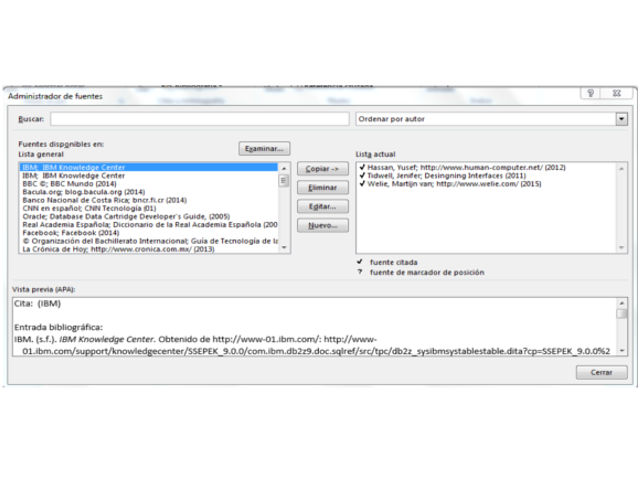 Administrador de fuentes
Buscar:
Ordenar por autor
Fuentes disponibles en:
Lista general
Examinar...
Lista actual
IBM; IBM Knowledge Center
IBM; IBM Knowledge Center
BBC ©; BBC Mundo (2014)
Bacula.org; blog.bacula.org (2014)
Banco Nacional de Costa Rica; bncr.fi.cr (2014)
CNN en español; CNN Tecnología (01)
Oracle; Database Data Cartridge Developer's Guide, (2005)
Real Academia Española; Diccionario de la Real Academia Española (200
Facebook; Facebook (2014)
© Organización del Bachillerato Internacional; Guía de Tecnología de la
La Crónica de Hoy; http://www.cronica.com.mx/ (2013)
Copiar ->
Eliminar
Editar...
Nuevo...
✔ Hassan, Yusef; http://www.human-computer.net/ (2012)
✔ Tidwell, Jenifer; Desingning Interfaces (2011)
✔ Welie, Martijn van; http://www.welie.com/ (2015)
✔ fuente citada
? fuente de marcador de posición
Vista previa (APA):
Cita: (IBM)
Entrada bibliográfica:
IBM. (s.f.). IBM Knowledge Center. Obtenido de http://www-01.ibm.com/: http://www-
01.ibm.com/support/knowledgecenter/SSEPEK_9.0.0/com.ibm.db2z9.doc.sqlref/src/tpc/db2z_sysibmsystablestable.dita?cp=SSEPEK_9.0.0%2
Cerrar